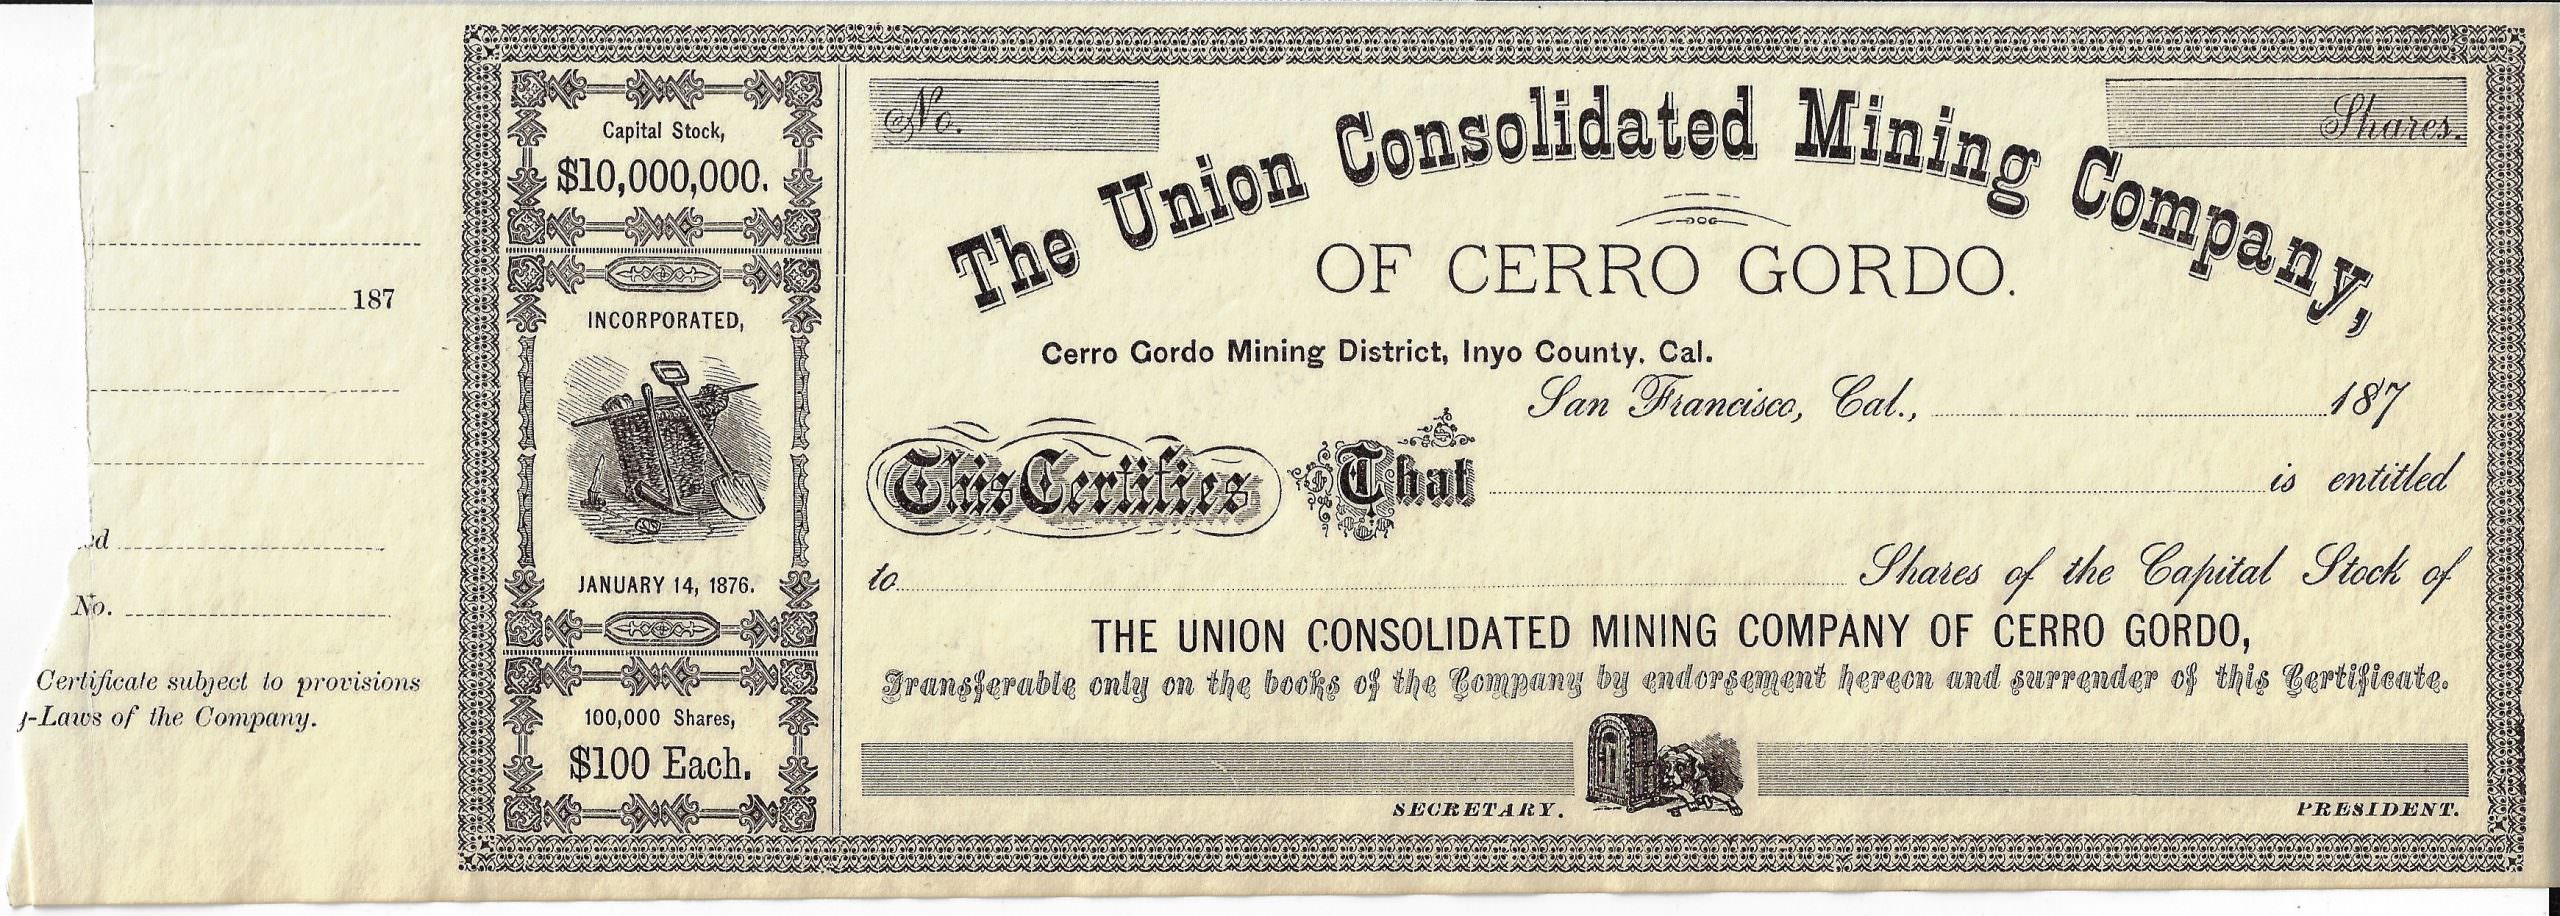 187
No.
Certificate subject to provisions
-Laws of the Company.
Capital Stock,
$10,000,000.
INCORPORATED,
JANUARY 14, 1876.
100,000 Shares,
$100 Each.
No.
Shares.
The Union Consolidated Mining Company,
OF CERRO GORDO.
Cerro Gordo Mining District, Inyo County, Cal.
San Francisco, Cal., 187
This Certifies That is entitled
to Shares of the Capital Stock of
THE UNION CONSOLIDATED MINING COMPANY OF CERRO GORDO,
Transferable only on the books of the Company by endorsement hereon and surrender of this Certificate.
SECRETARY. PRESIDENT.